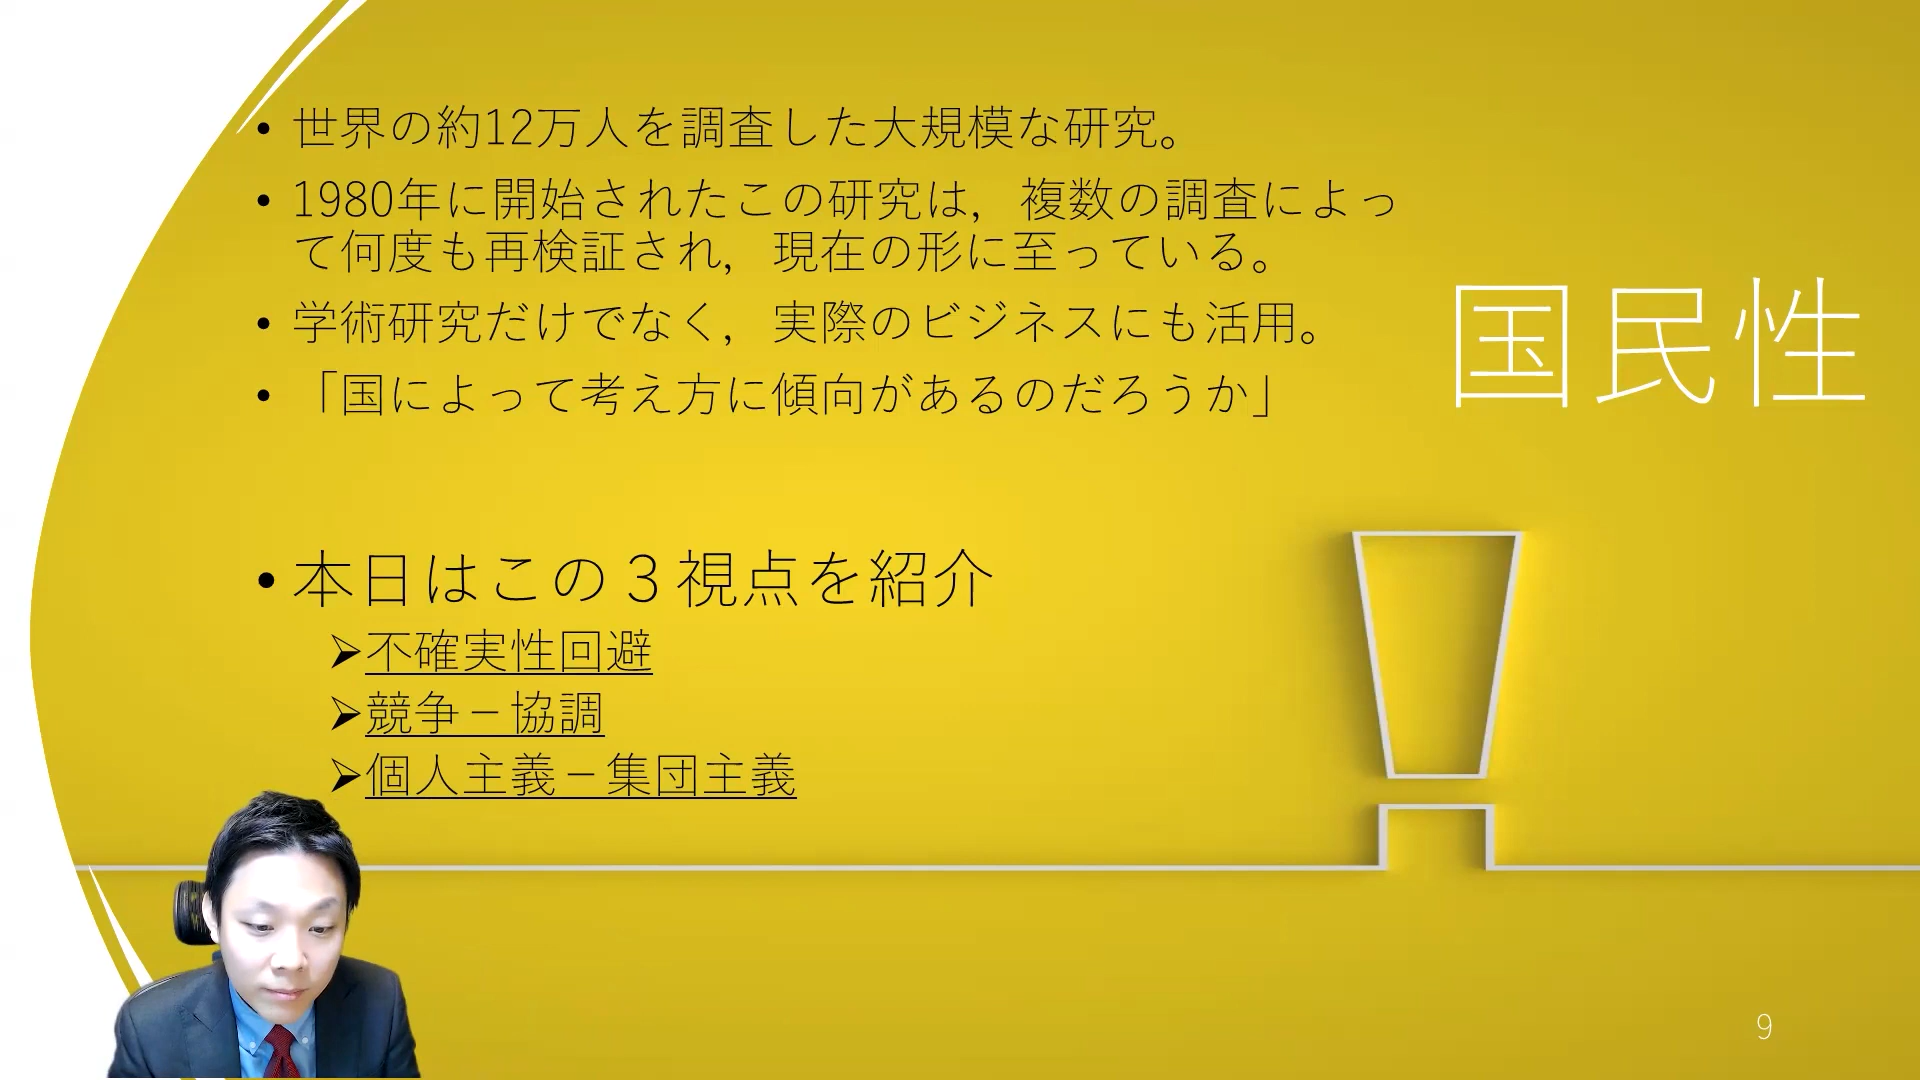 • 世界の約12万人を調査した大規模な研究。
• 1980年に開始されたこの研究は，複数の調査によっ
て何度も再検証され，現在の形に至っている。
• 学術研究だけでなく，実際のビジネスにも活用。
• 「国によって考え方に傾向があるのだろうか」
国民性
• 本日はこの３視点を紹介
➢不確実性回避
➢競争－協調
➢個人主義－集団主義
9